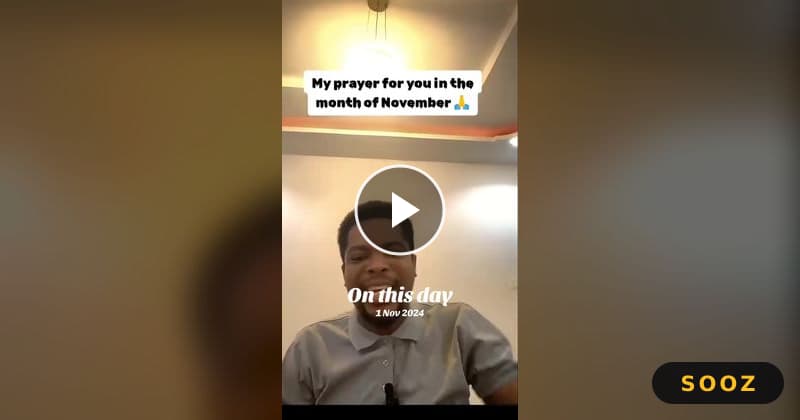 My prayer for you in the
month of November 🙏
On this day
1 Nov 2024
SOOZ